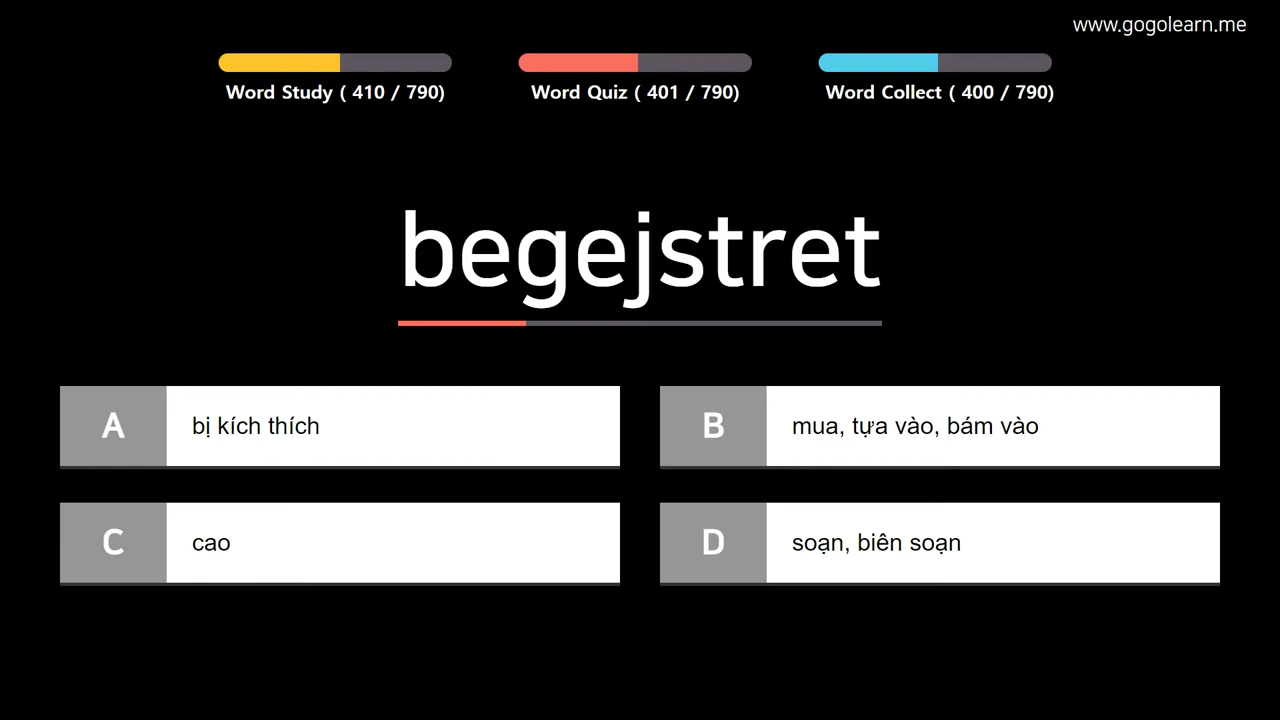 www.gogolearn.me
Word Study ( 410 / 790)
Word Quiz ( 401 / 790)
Word Collect ( 400 / 790)
begejstret
A
bị kích thích
B
mua, tựa vào, bám vào
C
cao
D
soạn, biên soạn